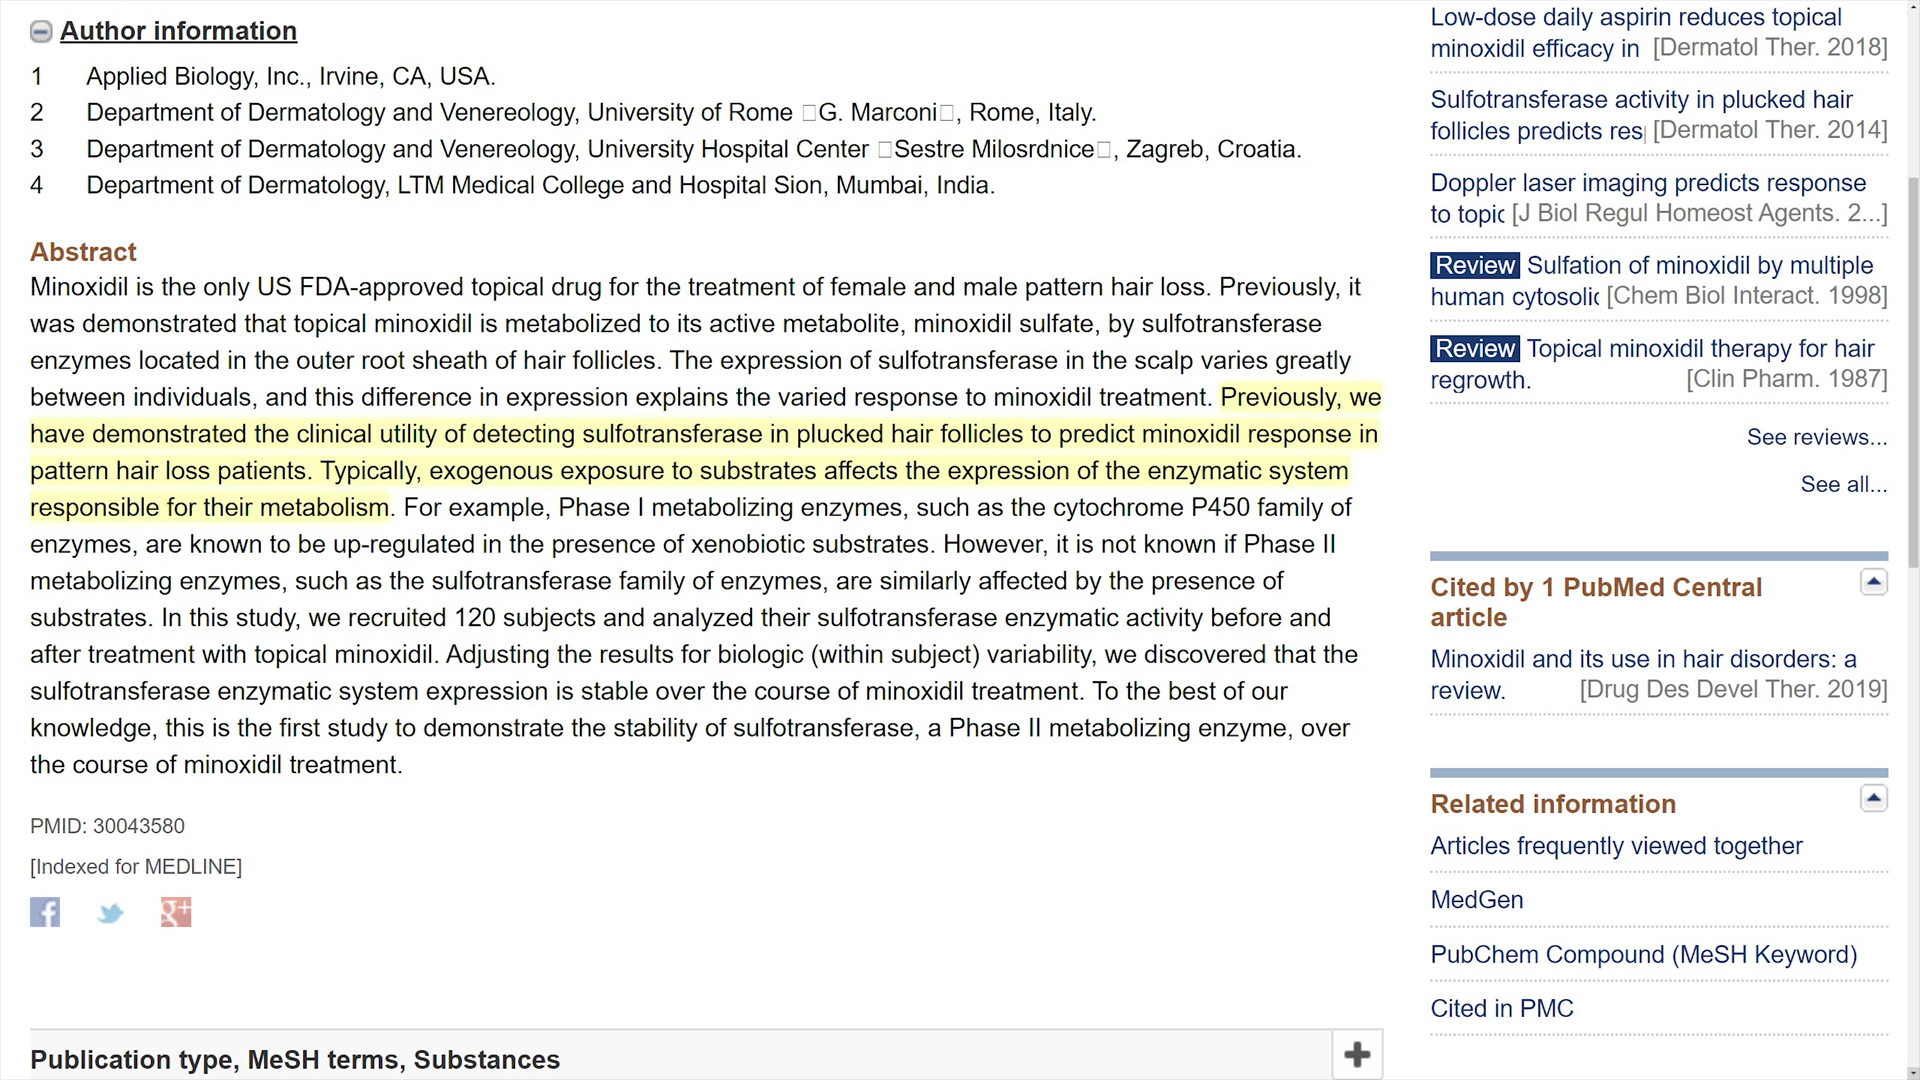 Author information
1 Applied Biology, Inc., Irvine, CA, USA.
2 Department of Dermatology and Venereology, University of Rome □G. Marconi□, Rome, Italy.
3 Department of Dermatology and Venereology, University Hospital Center □Sestre Milosrdnice□, Zagreb, Croatia.
4 Department of Dermatology, LTM Medical College and Hospital Sion, Mumbai, India.
Abstract
Minoxidil is the only US FDA-approved topical drug for the treatment of female and male pattern hair loss. Previously, it
was demonstrated that topical minoxidil is metabolized to its active metabolite, minoxidil sulfate, by sulfotransferase
enzymes located in the outer root sheath of hair follicles. The expression of sulfotransferase in the scalp varies greatly
between individuals, and this difference in expression explains the varied response to minoxidil treatment. Previously, we
have demonstrated the clinical utility of detecting sulfotransferase in plucked hair follicles to predict minoxidil response in
pattern hair loss patients. Typically, exogenous exposure to substrates affects the expression of the enzymatic system
responsible for their metabolism. For example, Phase I metabolizing enzymes, such as the cytochrome P450 family of
enzymes, are known to be up-regulated in the presence of xenobiotic substrates. However, it is not known if Phase II
metabolizing enzymes, such as the sulfotransferase family of enzymes, are similarly affected by the presence of
substrates. In this study, we recruited 120 subjects and analyzed their sulfotransferase enzymatic activity before and
after treatment with topical minoxidil. Adjusting the results for biologic (within subject) variability, we discovered that the
sulfotransferase enzymatic system expression is stable over the course of minoxidil treatment. To the best of our
knowledge, this is the first study to demonstrate the stability of sulfotransferase, a Phase II metabolizing enzyme, over
the course of minoxidil treatment.
PMID: 30043580
[Indexed for MEDLINE]
f
g+
Publication type, MeSH terms, Substances
Low-dose daily aspirin reduces topical
minoxidil efficacy in [Dermatol Ther. 2018]
Sulfotransferase activity in plucked hair
follicles predicts res [Dermatol Ther. 2014]
Doppler laser imaging predicts response
to topic [J Biol Regul Homeost Agents. 2...]
Review Sulfation of minoxidil by multiple
human cytosolic [Chem Biol Interact. 1998]
Review Topical minoxidil therapy for hair
regrowth. [Clin Pharm. 1987]
See reviews...
See all...
Cited by 1 PubMed Central
article
Minoxidil and its use in hair disorders: a
review. [Drug Des Devel Ther. 2019]
Related information
Articles frequently viewed together
MedGen
PubChem Compound (MeSH Keyword)
Cited in PMC